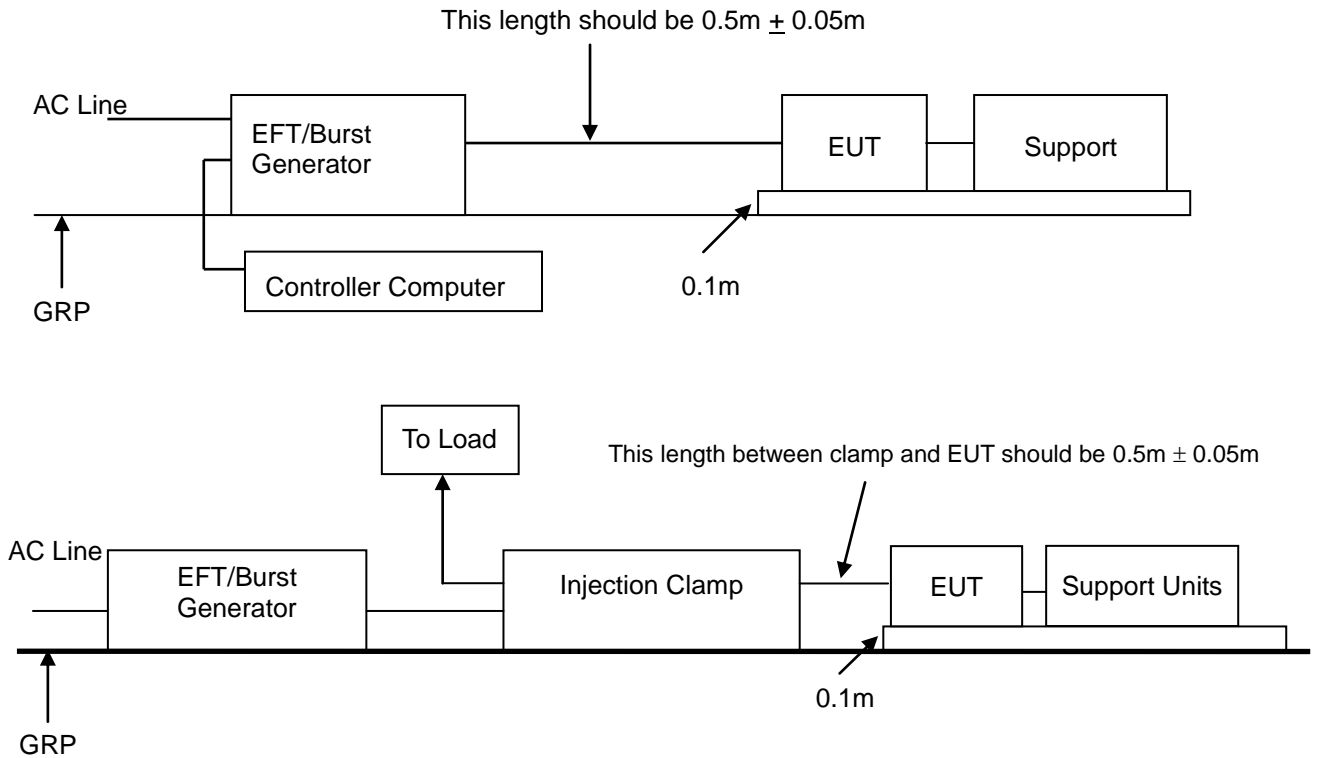 This length should be 0.5m ± 0.05m
AC Line
EFT/Burst
Generator
EUT
Support
Controller Computer
0.1m
GRP
To Load
This length between clamp and EUT should be 0.5m ± 0.05m
AC Line
EFT/Burst
Generator
Injection Clamp
EUT
Support Units
0.1m
GRP